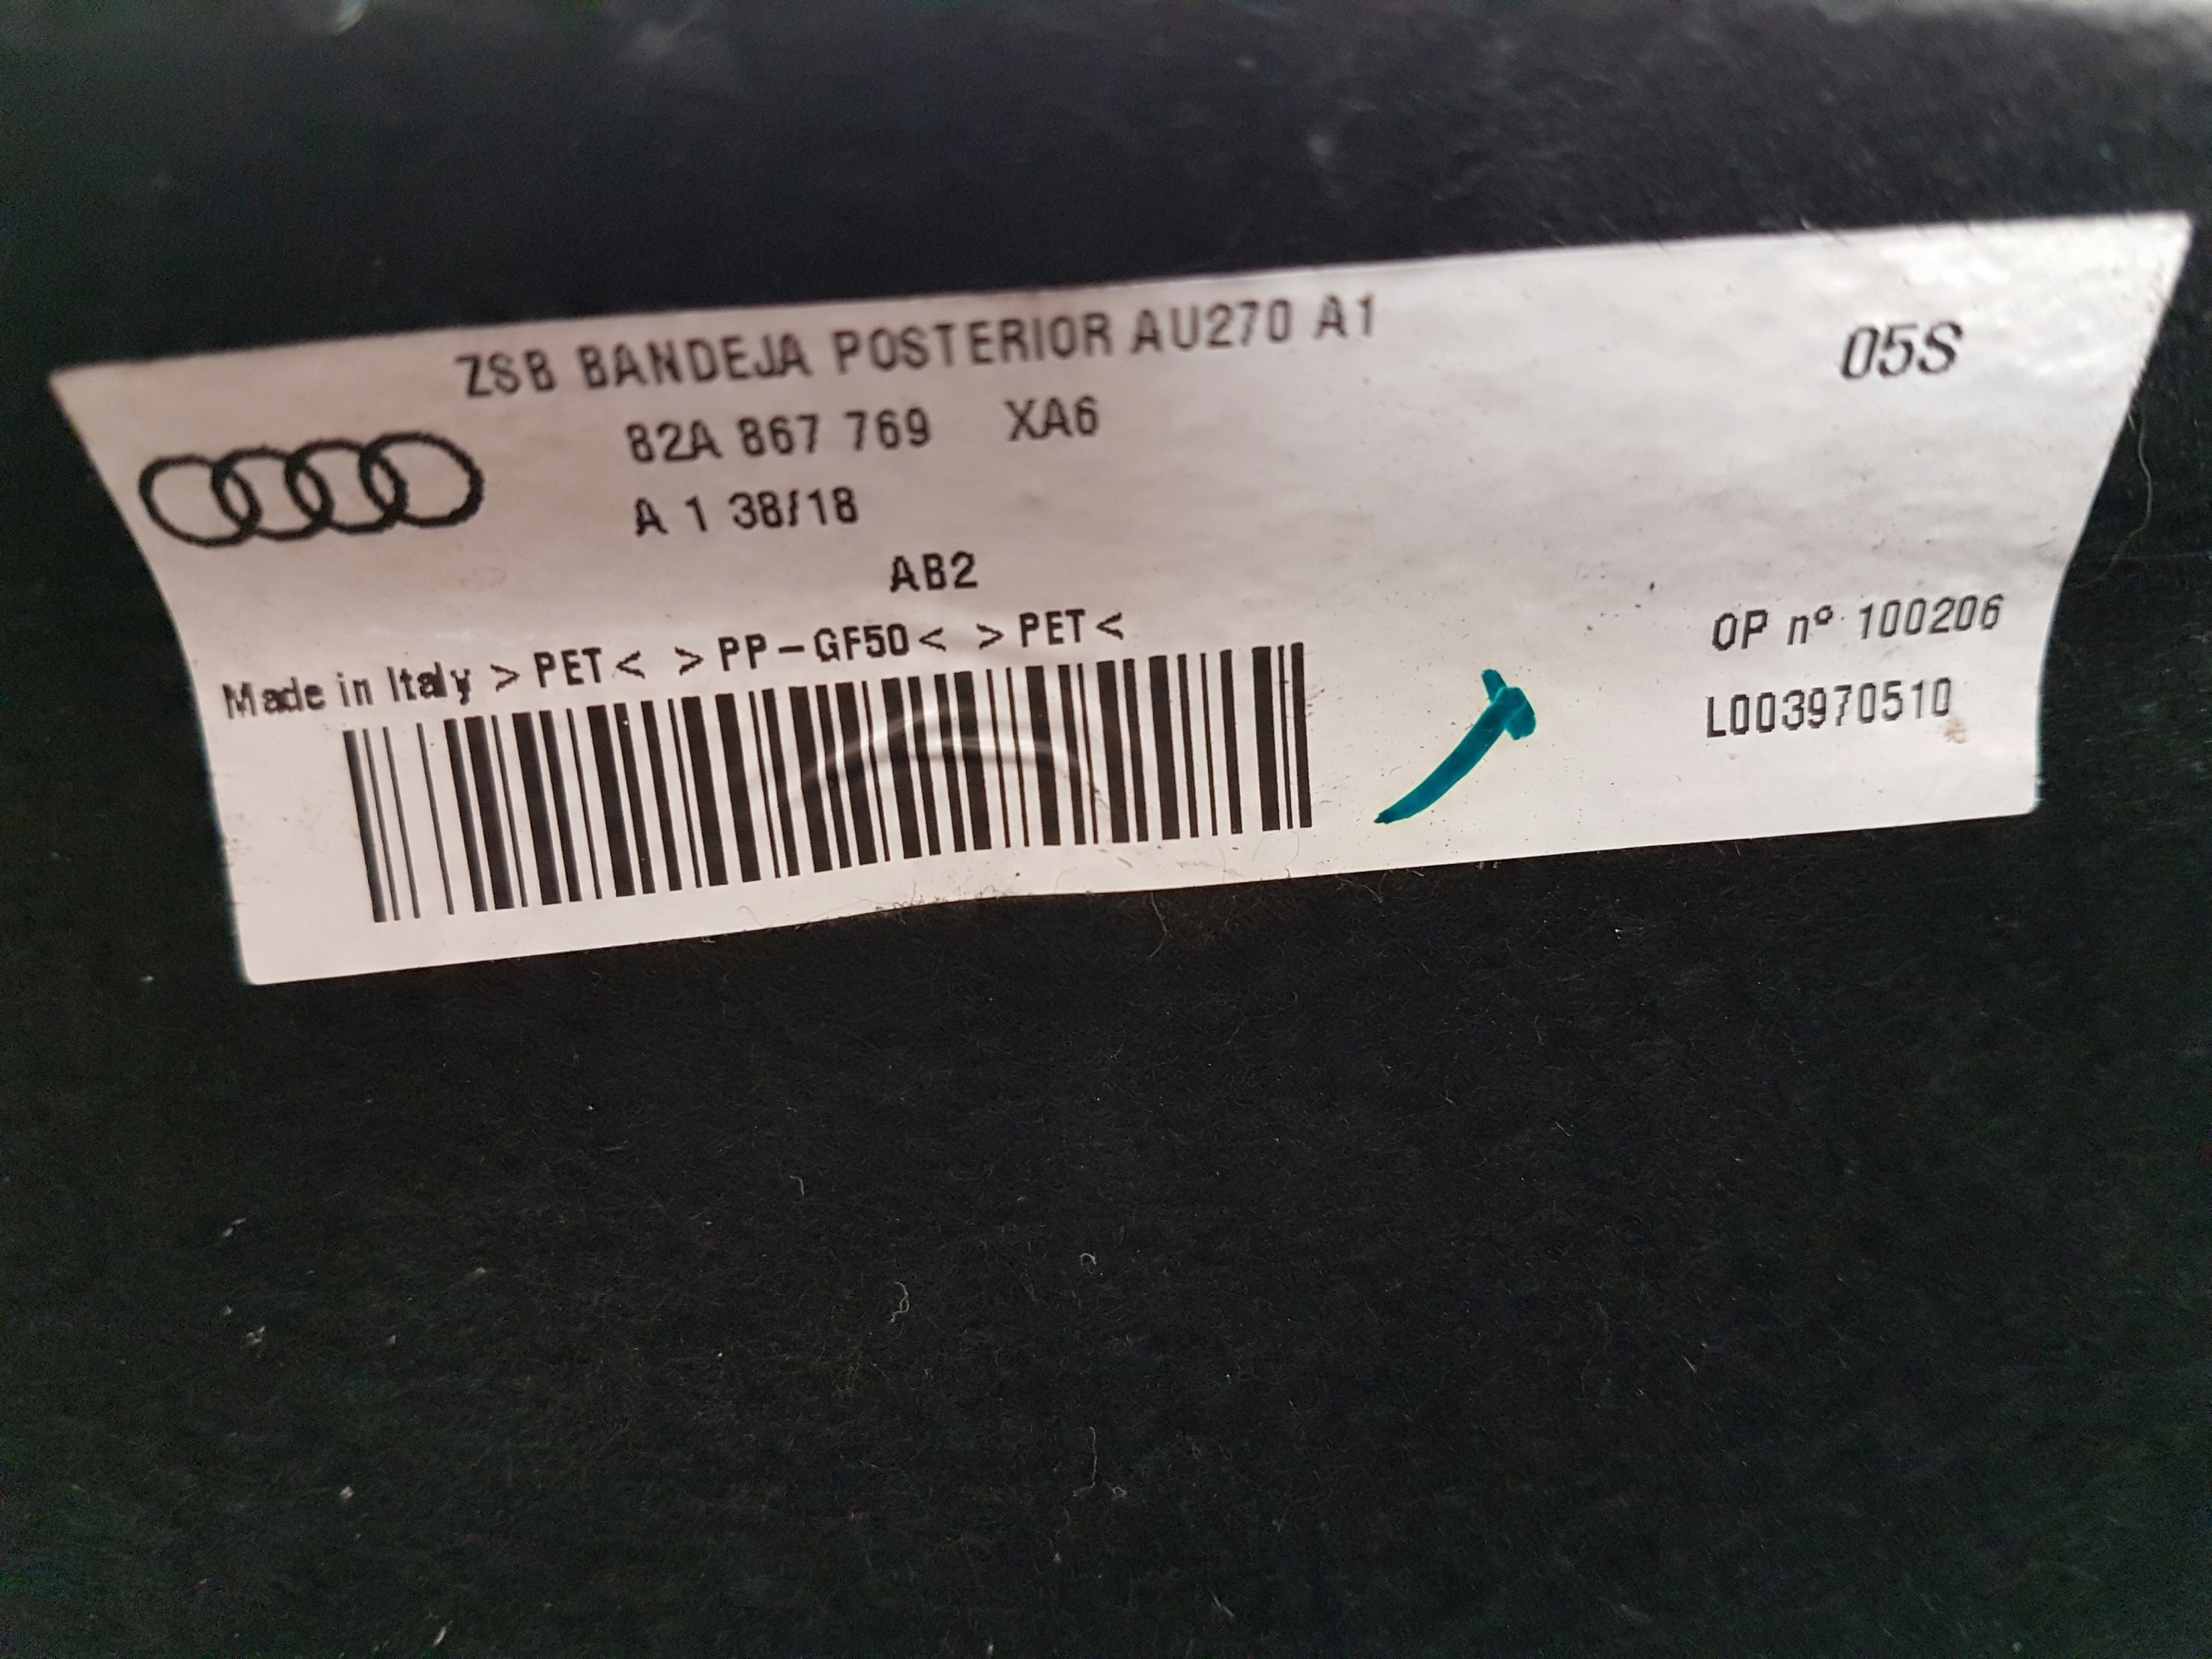 ZSB BANDEJA POSTERIOR AU270 A1
05S
82A 867 769 XA6
A 1 38/18
AB2
Made in Italy >PET< >PP-GF50< >PET<
OP nº 100206
L003970510